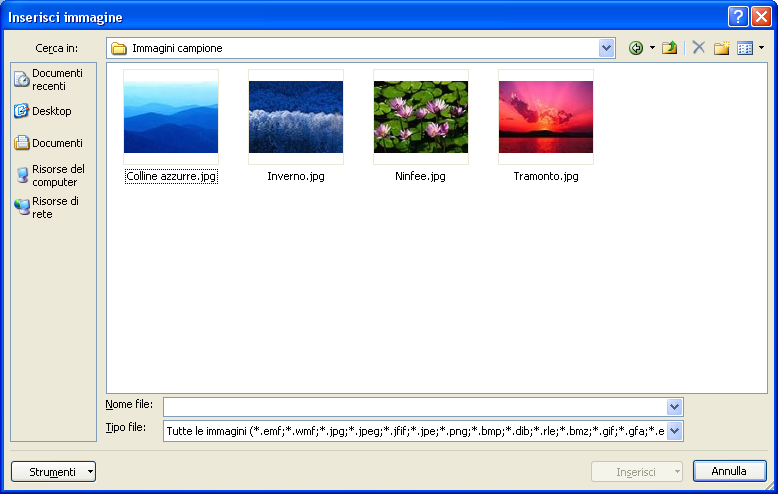 Inserisci immagine
Cerca in:
Immagini campione
Documenti
recenti
Desktop
Documenti
Risorse del
computer
Risorse di
rete
Colline azzurre.jpg
Inverno.jpg
Ninfee.jpg
Tramonto.jpg
Nome file:
Tipo file:
Tutte le immagini (*.emf;*.wmf;*.jpg;*.jpeg;*.jfif;*.jpe;*.png;*.bmp;*.dib;*.rle;*.bmz;*.gif;*.gfa;*.e
Strumenti
Inserisci
Annulla